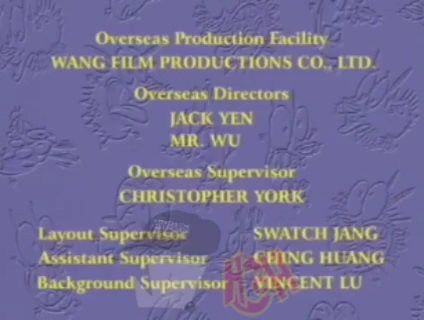 Overseas Production Facility
WANG FILM PRODUCTIONS CO., LTD.
Overseas Directors
JACK YEN
MR. WU
Overseas Supervisor
CHRISTOPHER YORK
Layout Supervisor SWATCH JANG
Assistant Supervisor CHING HUANG
Background Supervisor VINCENT LU